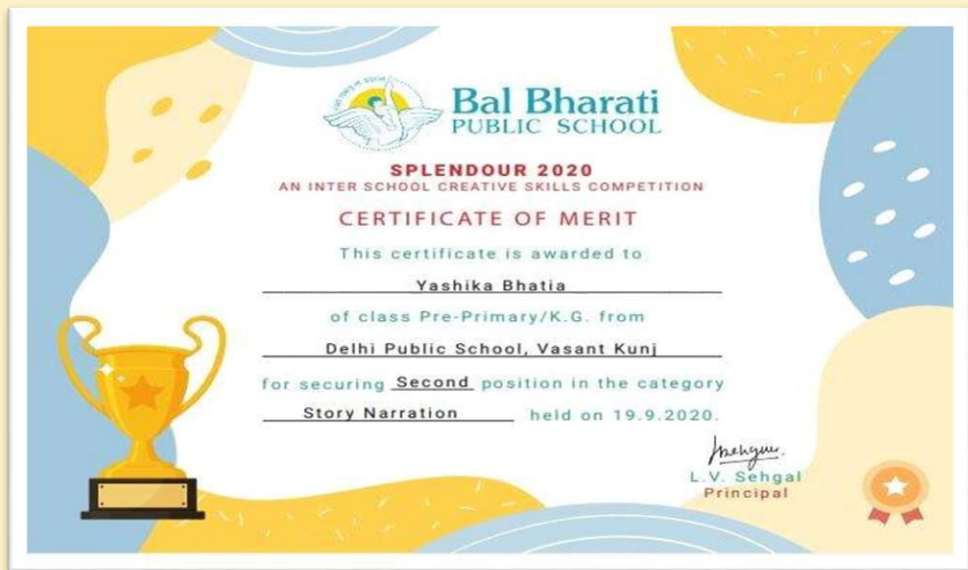 Bal Bharati
PUBLIC SCHOOL
SPLENDOUR 2020
AN INTER SCHOOL CREATIVE SKILLS COMPETITION
CERTIFICATE OF MERIT
This certificate is awarded to
Yashika Bhatia
of class Pre-Primary/K.G. from
Delhi Public School, Vasant Kunj
for securing Second position in the category
Story Narration held on 19.9.2020.
L.V. Sehgal
Principal